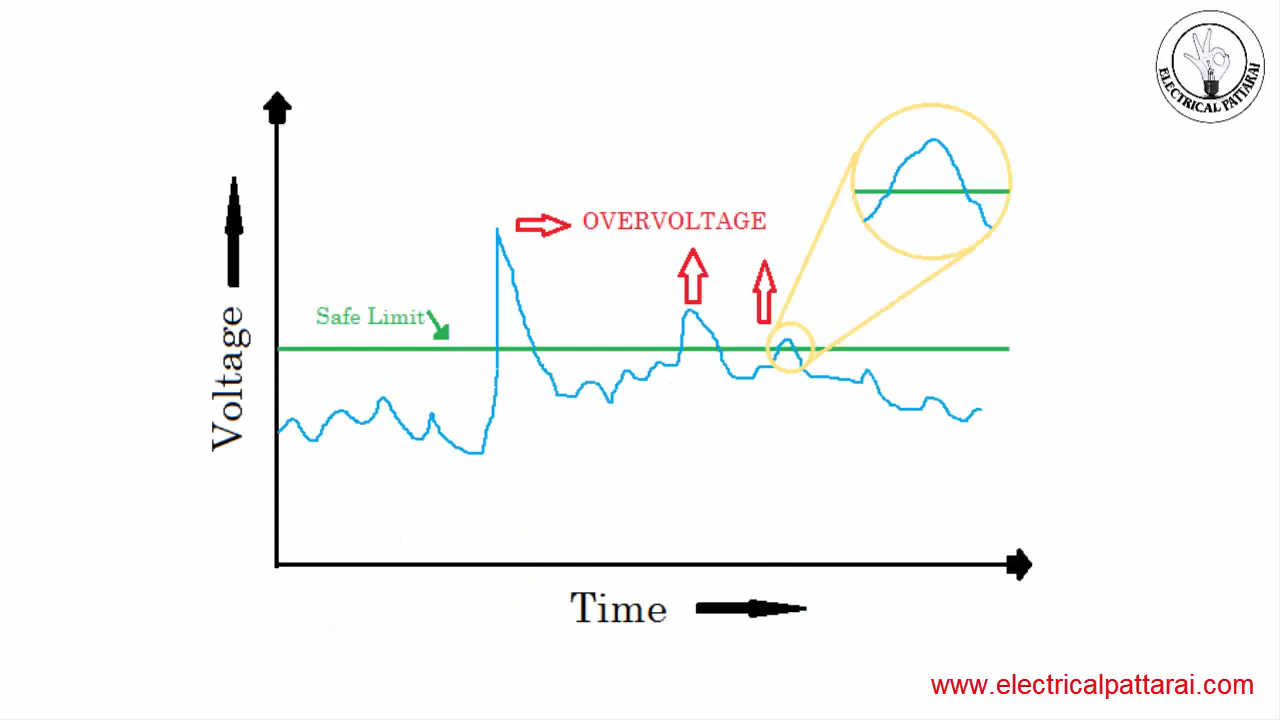 ELECTRICAL PATTARAI
OVERVOLTAGE
Safe Limit
Voltage
Time
www.electricalpattarai.com